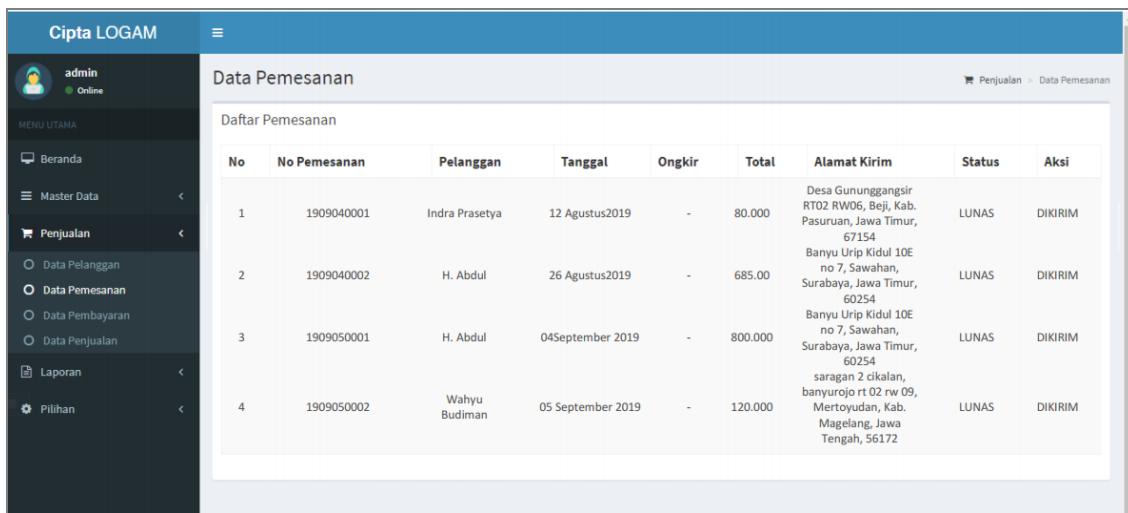 Cipta LOGAM
admin
Online
MENU UTAMA
Beranda
Master Data
Penjualan
Data Pelanggan
Data Pemesanan
Data Pembayaran
Data Penjualan
Laporan
Pilihan
Data Pemesanan
Penjualan > Data Pemesanan
Daftar Pemesanan
No No Pemesanan Pelanggan Tanggal Ongkir Total Alamat Kirim Status Aksi
Desa Gununggangsir
RT02 RW06, Beji, Kab.
1 1909040001 Indra Prasetya 12 Agustus2019 - 80.000 Pasuruan, Jawa Timur, LUNAS DIKIRIM
67154
Banyu Urip Kidul 10E
no 7, Sawahan,
2 1909040002 H. Abdul 26 Agustus2019 - 685.00 Surabaya, Jawa Timur, LUNAS DIKIRIM
60254
Banyu Urip Kidul 10E
no 7, Sawahan,
3 1909050001 H. Abdul 04September 2019 - 800.000 Surabaya, Jawa Timur, LUNAS DIKIRIM
60254
saragan 2 cikalan,
banyurojo rt 02 rw 09,
4 1909050002 Wahyu Budiman 05 September 2019 - 120.000 Mertoyudan, Kab. LUNAS DIKIRIM
Magelang, Jawa
Tengah, 56172